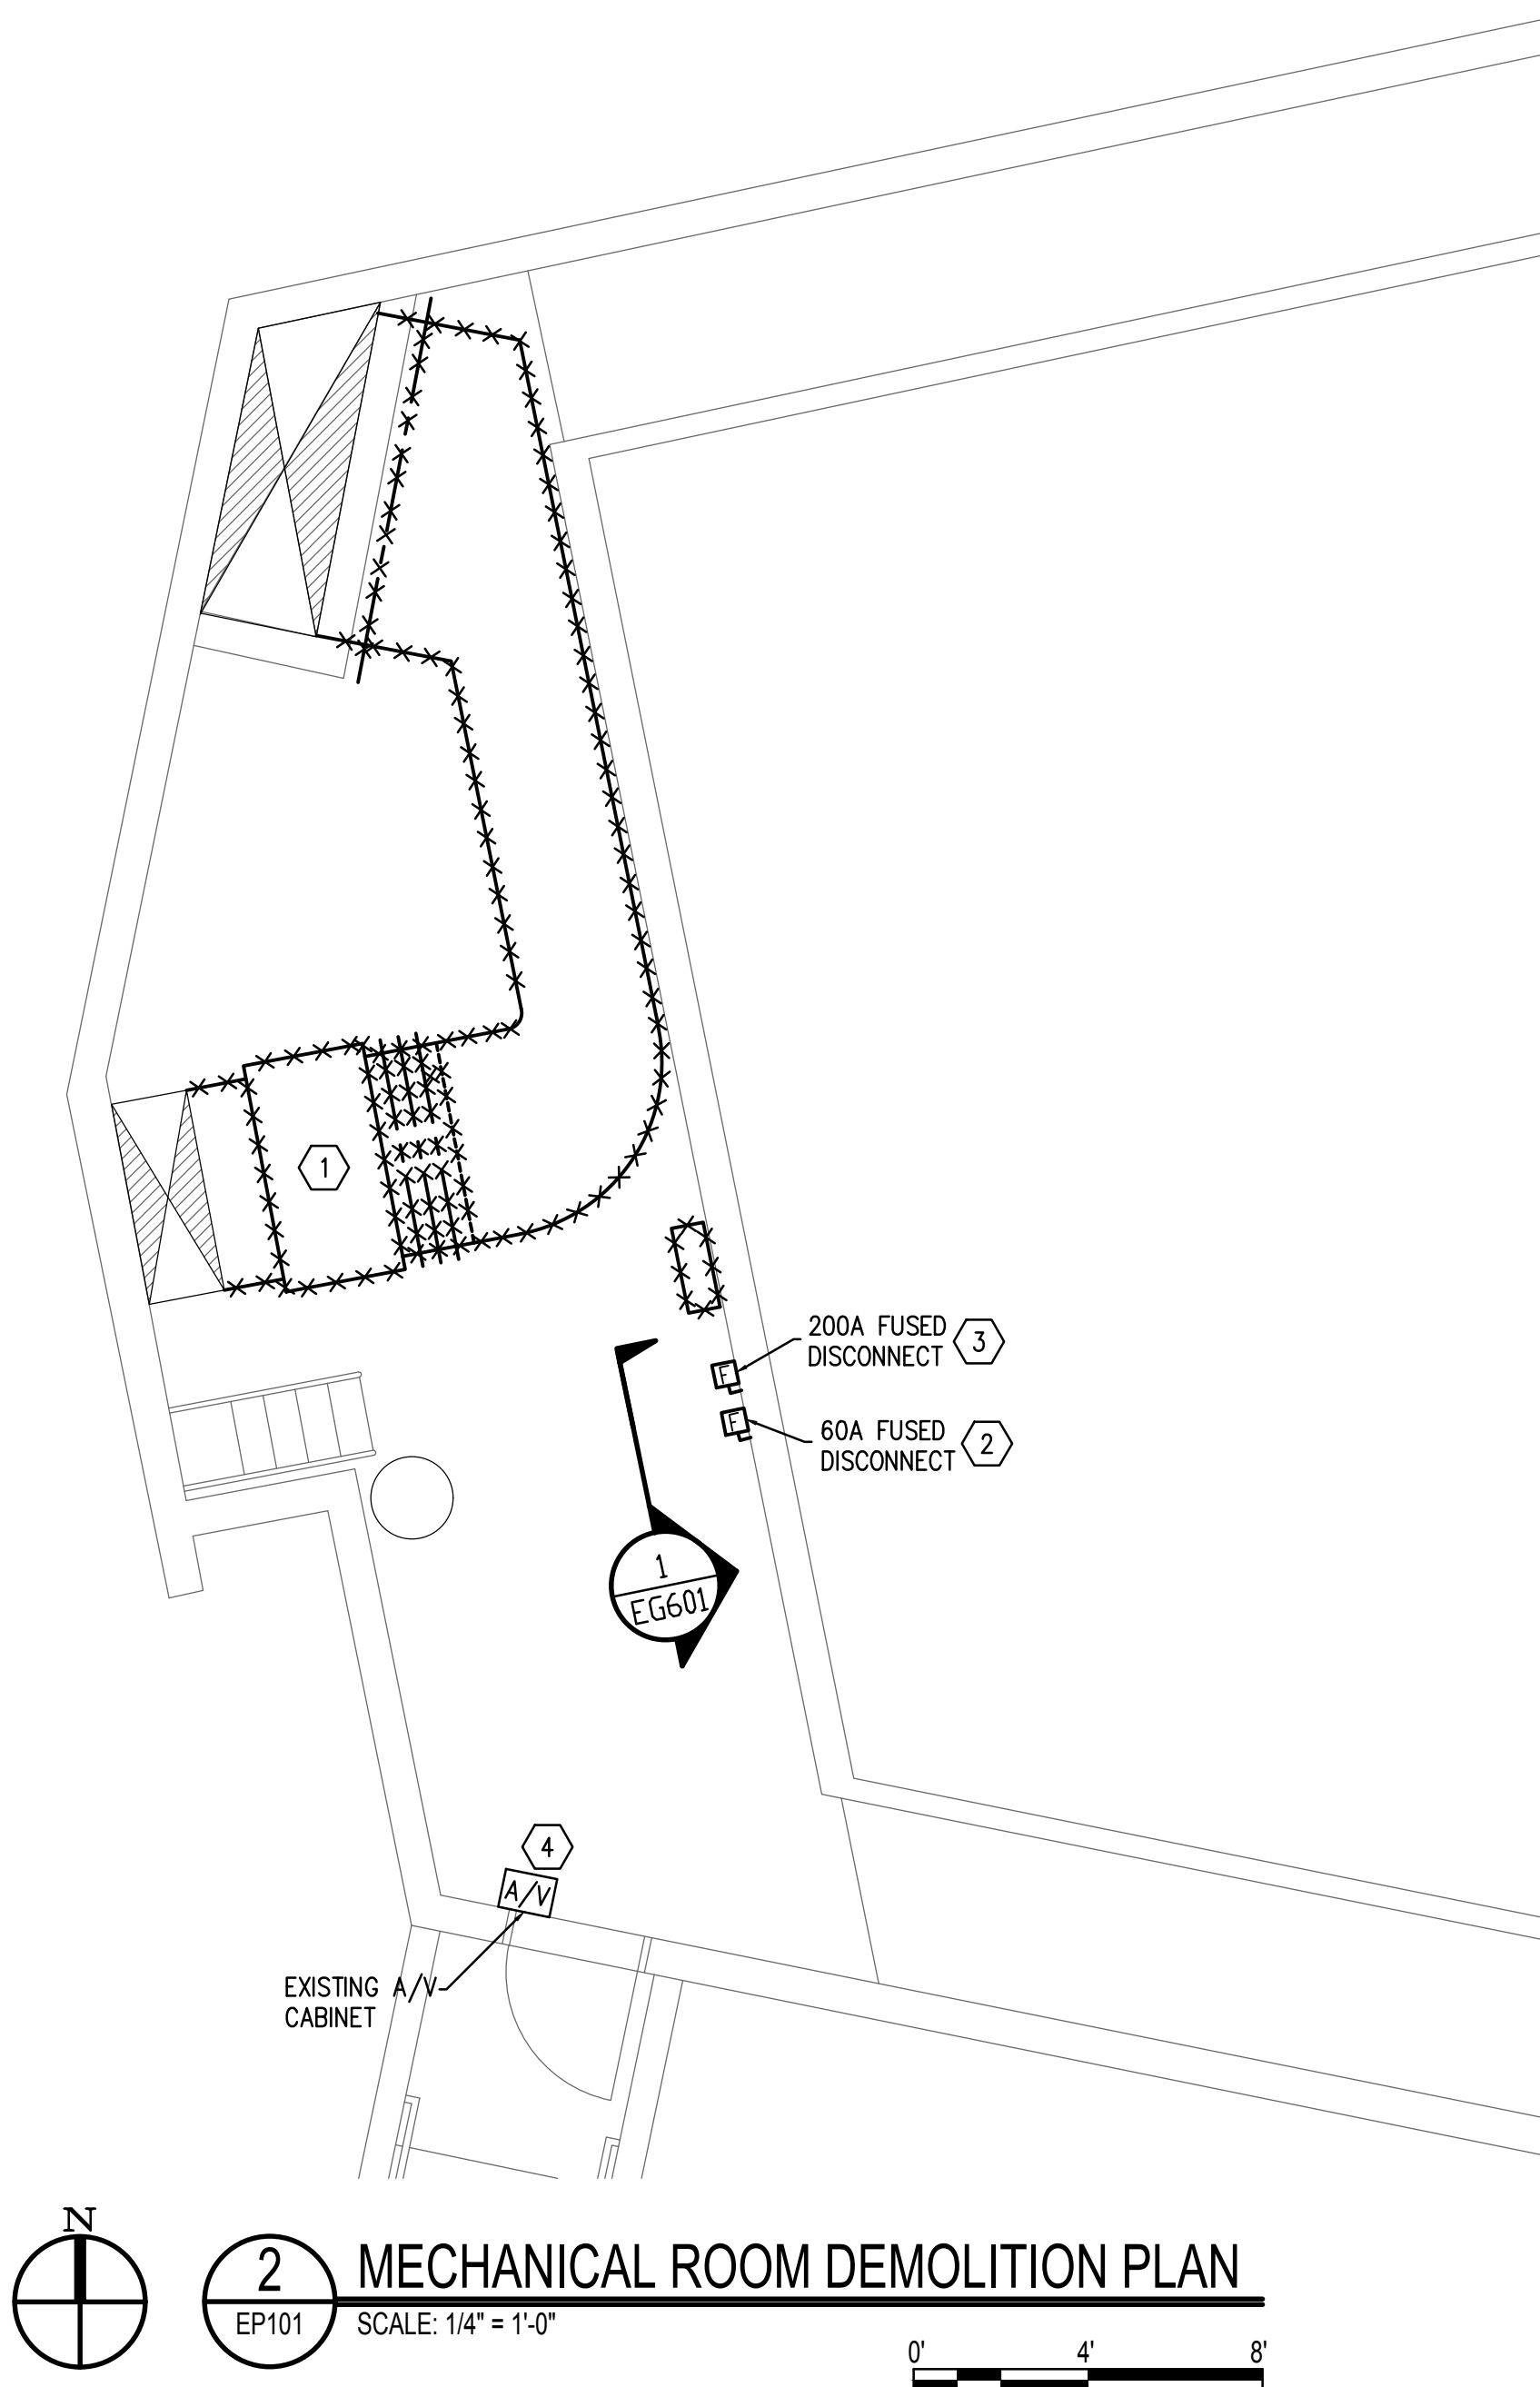 1
200A FUSED
DISCONNECT
3
60A FUSED
DISCONNECT
2
F
F
1
EG601
4
A/V
EXISTING A/V
CABINET
N
2
EP101
MECHANICAL ROOM DEMOLITION PLAN
SCALE: 1/4" = 1'-0"
0' 4' 8'